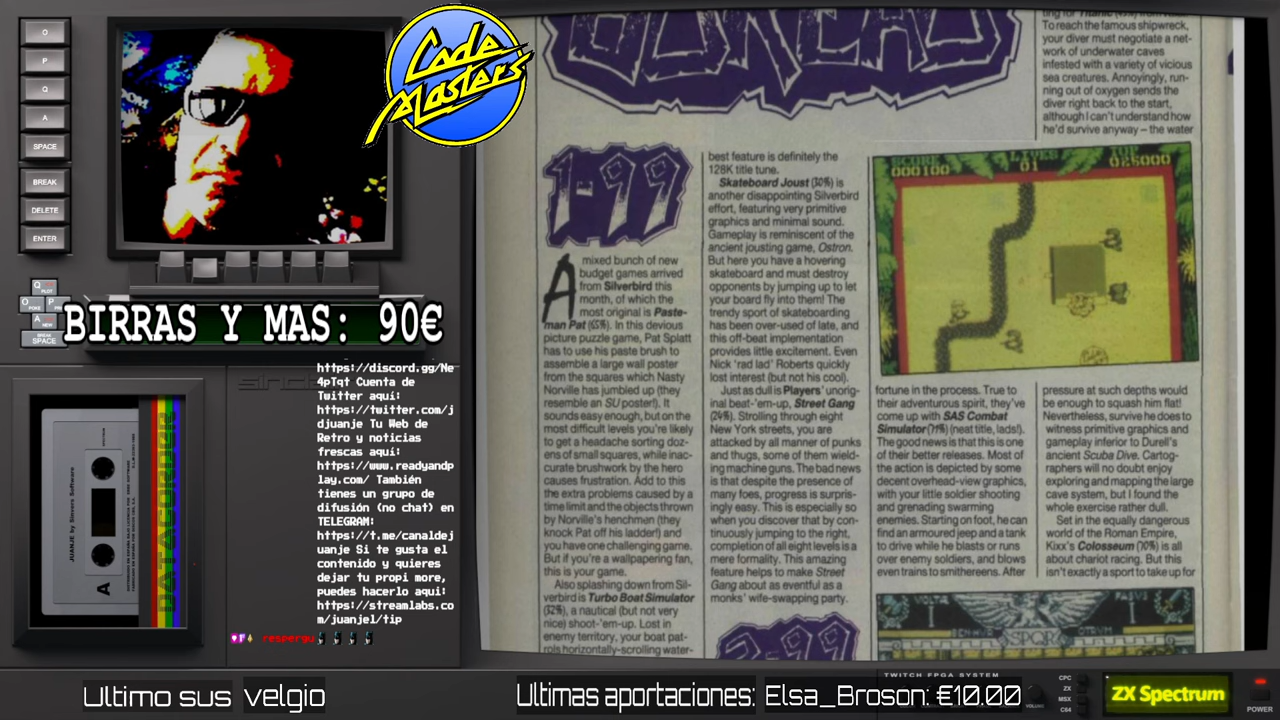 O
P
Q
A
SPACE
BREAK
DELETE
ENTER
Code
Masters
BIRRAS Y MAS: 90€
https://discord.gg/Ne
4pTqt Cuenta de
Twitter aquí:
https://twitter.com/j
djuanje Tu Web de
Retro y noticias
frescas aquí:
https://www.readyandp
lay.com/ También
tienes un grupo de
difusión (no chat) en
TELEGRAM:
https://t.me/canaldej
uanje Si te gusta el
contenido y quieres
dejar tu propi more,
puedes hacerlo aqui:
https://streamlabs.co
m/juanjel/tip
respergu
sinclair
JUANJE by Sincers Software
A
DATACORDER
1·99
A mixed bunch of new
budget games arrived
from Silverbird this
month, of which the
most original is Paste-
man Pat (65%). In this devious
picture puzzle game, Pat Splatt
has to use his paste brush to
assemble a large wall poster
from the squares which Nasty
Norville has jumbled up (they
resemble an SU poster!). It
sounds easy enough, but on the
most difficult levels you're likely
to get a headache sorting doz-
ens of small squares, while inac-
curate brushwork by the hero
causes frustration. Add to this
the extra problems caused by a
time limit and the objects thrown
by Norville's henchman (they
knock Pat off his ladder!) and
you have one challenging game.
But if you're a wallpapering fan,
this is your game.
Also splashing down from Sil-
verbird is Turbo Boat Simulator
(32%), a nautical (but not very
nice) shoot-'em-up. Lost in
enemy territory, your boat pat-
rols horizontally-scrolling water-
best feature is definitely the
128K title tune.
Skateboard Joust (30%) is
another disappointing Silverbird
effort, featuring very primitive
graphics and minimal sound.
Gameplay is reminiscent of the
ancient jousting game, Ostron.
But here you have a hovering
skateboard and must destroy
opponents by jumping up to let
your board fly into them! The
trendy sport of skateboarding
has been over-used of late, and
this off-beat implementation
provides little excitement. Even
Nick 'rad lad' Roberts quickly
lost interest (but not his cool).
Just as dull is Players' unorig-
inal beat-'em-up, Street Gang
(24%). Strolling through eight
New York streets, you are
attacked by all manner of punks
and thugs, some of them wield-
ing machine guns. The bad news
is that despite the presence of
many foes, progress is surpris-
ingly easy. This is especially so
when you discover that by con-
tinuously jumping to the right,
completion of all eight levels is a
mere formality. This amazing
feature helps to make Street
Gang about as eventful as a
monks' wife-swapping party.
2·99
SCORE LIVES TOP
000100 01 025000
fortune in the process. True to
their adventurous spirit, they've
come up with SAS Combat
Simulator (71%) (neat title, lads!).
The good news is that this is one
of their better releases. Most of
the action is depicted by some
decent overhead-view graphics,
with your little soldier shooting
and grenading swarming
enemies. Starting on foot, he can
find an armoured jeep and a tank
to drive while he blasts or runs
over enemy soldiers, and blows
even trains to smithereens. After
To reach the famous shipwreck,
your diver must negotiate a net-
work of underwater caves
infested with a variety of vicious
sea creatures. Annoyingly, run-
ning out of oxygen sends the
diver right back to the start,
although I can't understand how
he'd survive anyway – the water
pressure at such depths would
be enough to squash him flat!
Nevertheless, survive he does to
witness primitive graphics and
gameplay inferior to Durell's
ancient Scuba Dive. Cartog-
raphers will no doubt enjoy
exploring and mapping the large
cave system, but I found the
whole exercise rather dull.
Set in the equally dangerous
world of the Roman Empire,
Kixx's Colosseum (70%) is all
about chariot racing. But this
isn't exactly a sport to take up for
SPQR
Ultimo sus velgio
Ultimas aportaciones: Elsa_Broson: €10.00
TWITCH FPGA SYSTEM
VOLUME
CPC
ZX
MSX
C64
ZX Spectrum
POWER